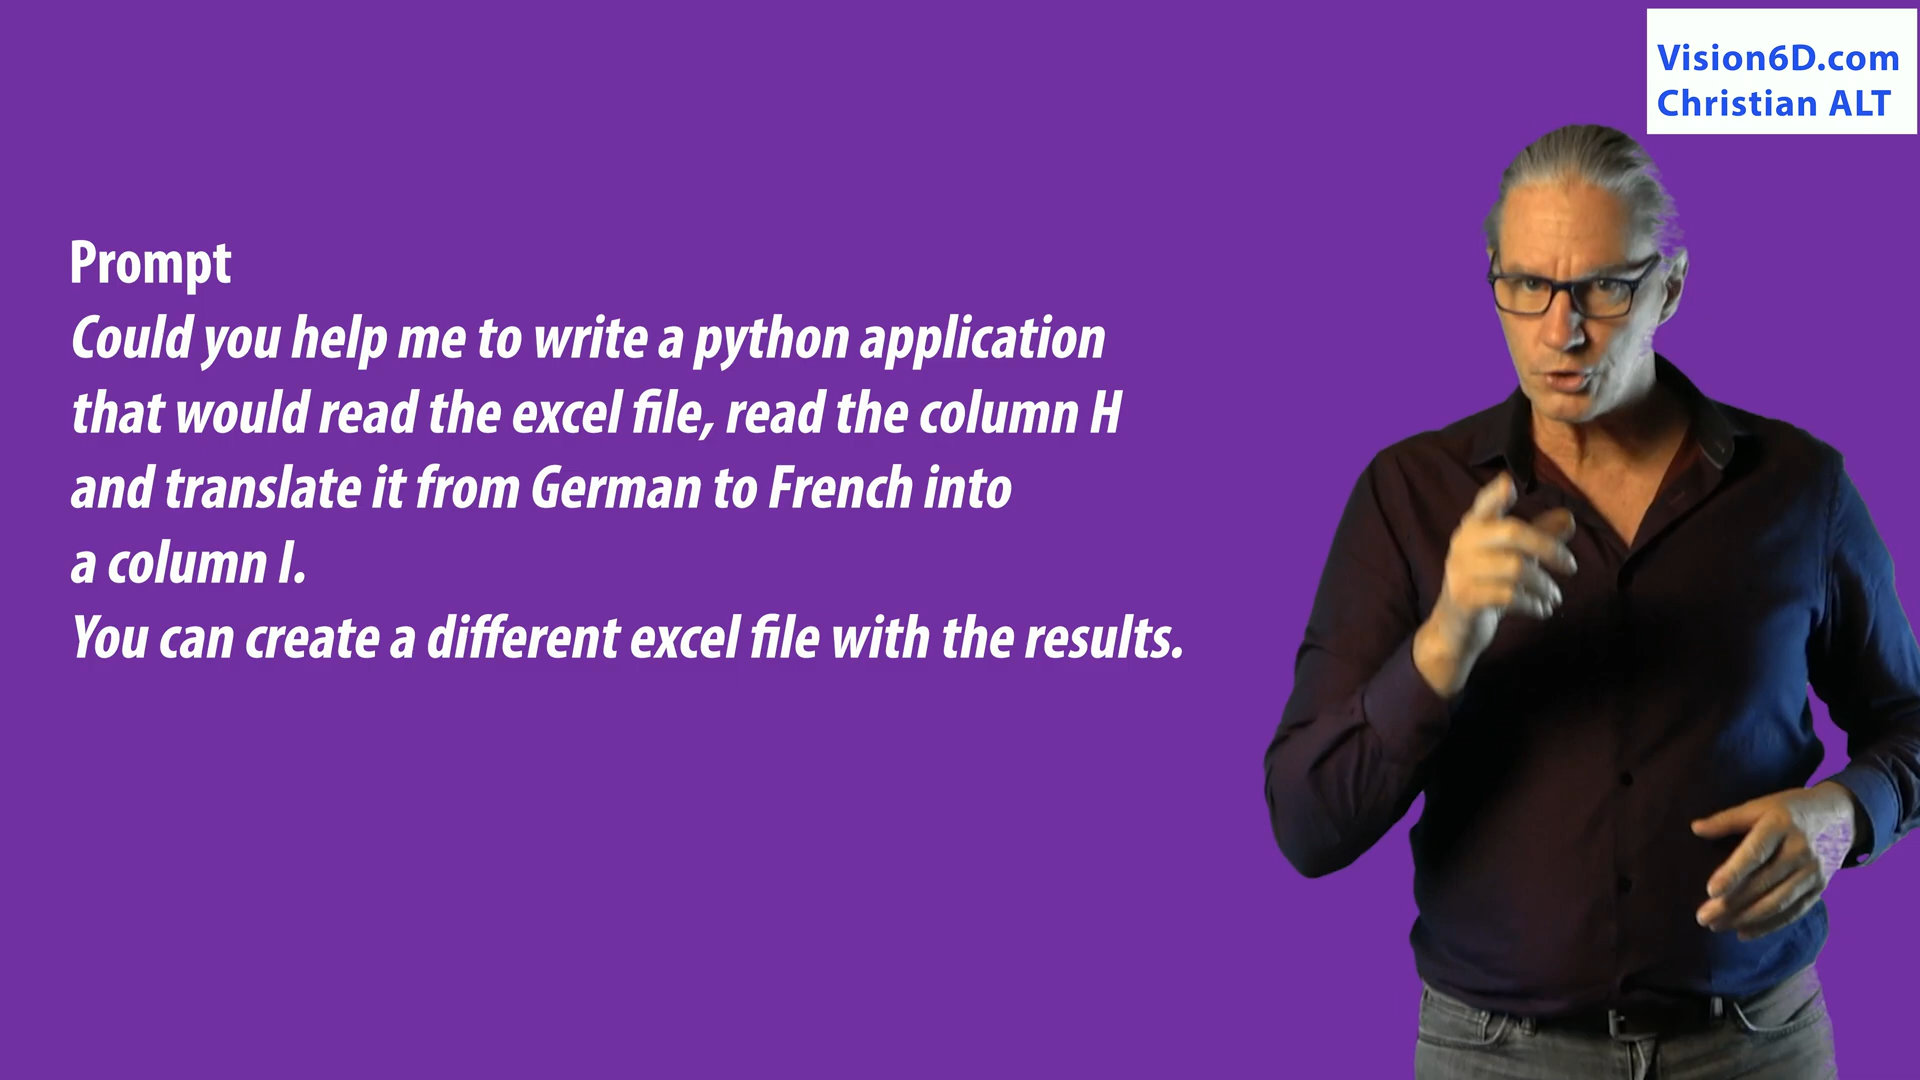 Vision6D.com
Christian ALT
Prompt
Could you help me to write a python application
that would read the excel file, read the column H
and translate it from German to French into
a column I.
You can create a different excel file with the results.